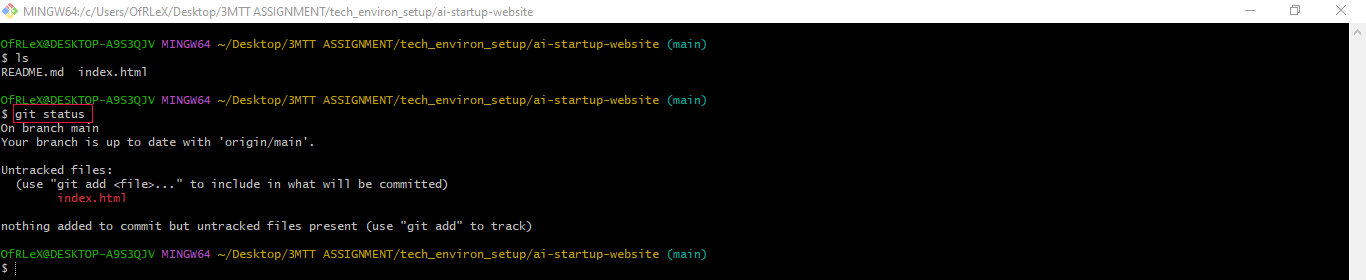 MINGW64:/c/Users/OfRLeX/Desktop/3MTT ASSIGNMENT/tech_environ_setup/ai-startup-website
OfRLeX@DESKTOP-A9S3QJV MINGW64 ~/Desktop/3MTT ASSIGNMENT/tech_environ_setup/ai-startup-website (main)
$ ls
README.md  index.html
OfRLeX@DESKTOP-A9S3QJV MINGW64 ~/Desktop/3MTT ASSIGNMENT/tech_environ_setup/ai-startup-website (main)
$ git status
On branch main
Your branch is up to date with 'origin/main'.
Untracked files:
  (use "git add <file>..." to include in what will be committed)
        index.html
nothing added to commit but untracked files present (use "git add" to track)
OfRLeX@DESKTOP-A9S3QJV MINGW64 ~/Desktop/3MTT ASSIGNMENT/tech_environ_setup/ai-startup-website (main)
$